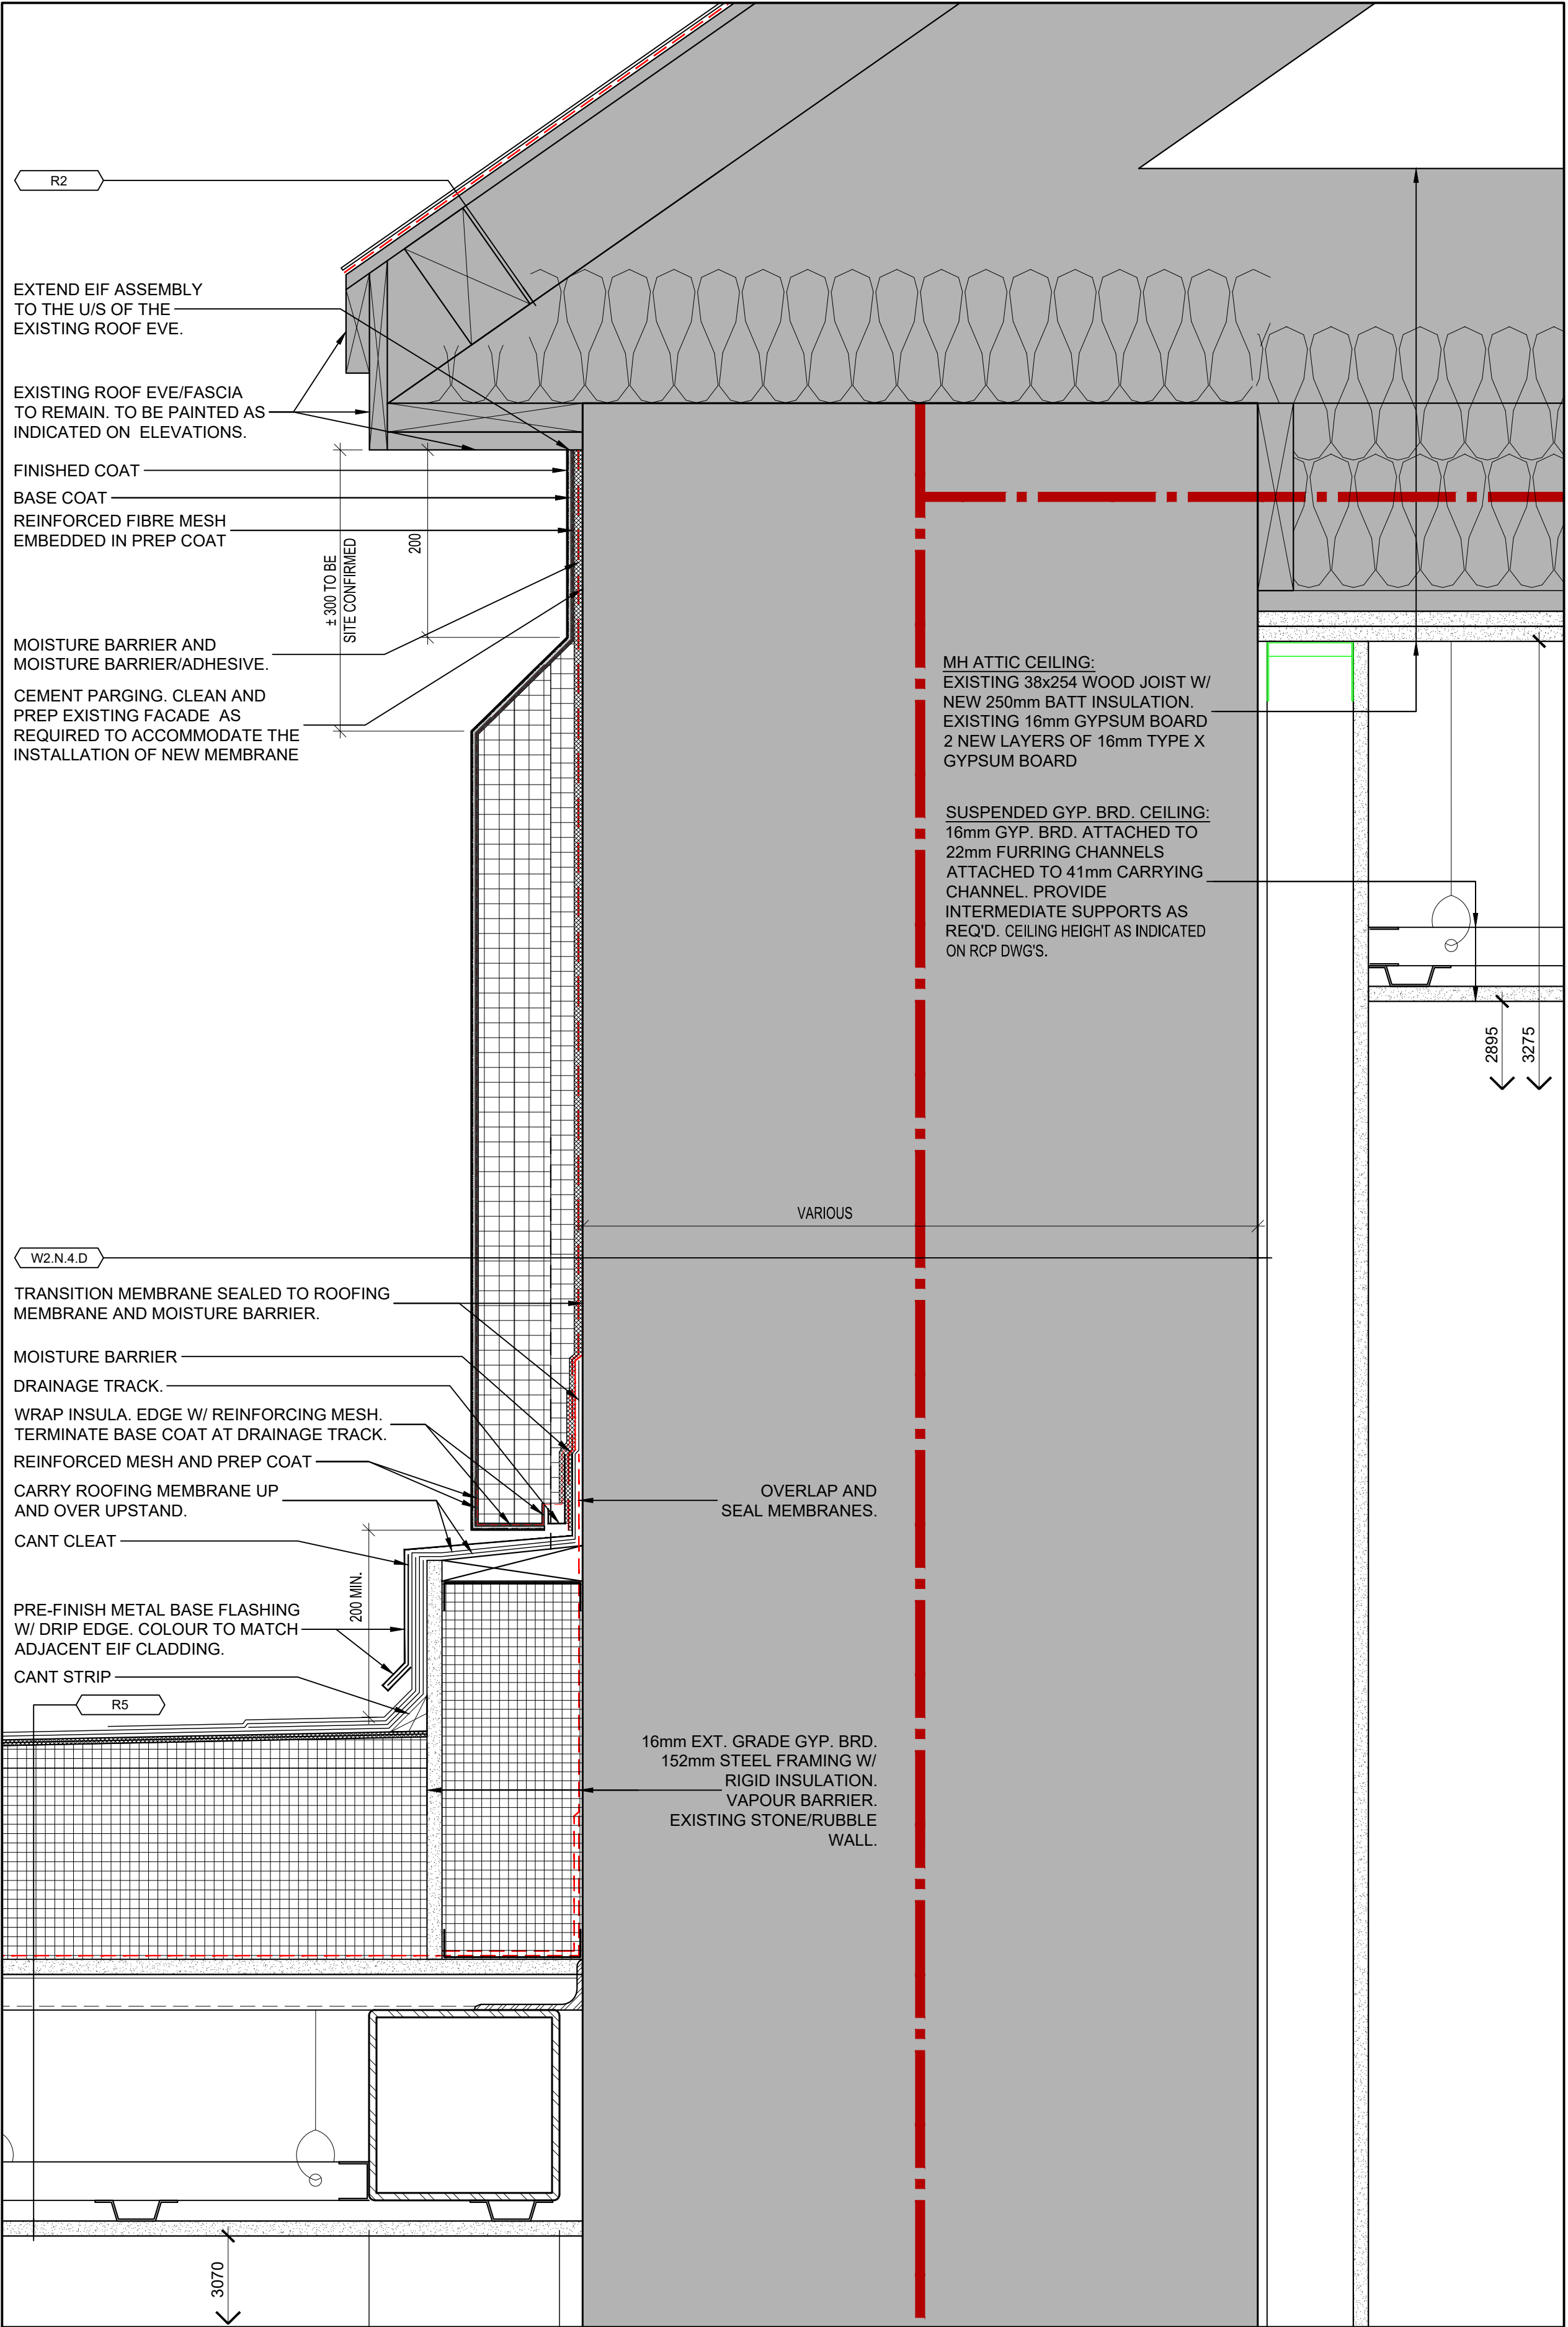 R2
EXTEND EIF ASSEMBLY
TO THE U/S OF THE
EXISTING ROOF EVE.
EXISTING ROOF EVE/FASCIA
TO REMAIN. TO BE PAINTED AS
INDICATED ON ELEVATIONS.
FINISHED COAT
BASE COAT
REINFORCED FIBRE MESH
EMBEDDED IN PREP COAT
± 300 TO BE
SITE CONFIRMED
200
MOISTURE BARRIER AND
MOISTURE BARRIER/ADHESIVE.
CEMENT PARGING. CLEAN AND
PREP EXISTING FACADE AS
REQUIRED TO ACCOMMODATE THE
INSTALLATION OF NEW MEMBRANE
MH ATTIC CEILING:
EXISTING 38x254 WOOD JOIST W/
NEW 250mm BATT INSULATION.
EXISTING 16mm GYPSUM BOARD
2 NEW LAYERS OF 16mm TYPE X
GYPSUM BOARD
SUSPENDED GYP. BRD. CEILING:
16mm GYP. BRD. ATTACHED TO
22mm FURRING CHANNELS
ATTACHED TO 41mm CARRYING
CHANNEL. PROVIDE
INTERMEDIATE SUPPORTS AS
REQ'D. CEILING HEIGHT AS INDICATED
ON RCP DWG'S.
2895
3275
VARIOUS
W2.N.4.D
TRANSITION MEMBRANE SEALED TO ROOFING
MEMBRANE AND MOISTURE BARRIER.
MOISTURE BARRIER
DRAINAGE TRACK.
WRAP INSULA. EDGE W/ REINFORCING MESH.
TERMINATE BASE COAT AT DRAINAGE TRACK.
REINFORCED MESH AND PREP COAT
CARRY ROOFING MEMBRANE UP
AND OVER UPSTAND.
CANT CLEAT
OVERLAP AND
SEAL MEMBRANES.
200 MIN.
PRE-FINISH METAL BASE FLASHING
W/ DRIP EDGE. COLOUR TO MATCH
ADJACENT EIF CLADDING.
CANT STRIP
R5
16mm EXT. GRADE GYP. BRD.
152mm STEEL FRAMING W/
RIGID INSULATION.
VAPOUR BARRIER.
EXISTING STONE/RUBBLE
WALL.
3070